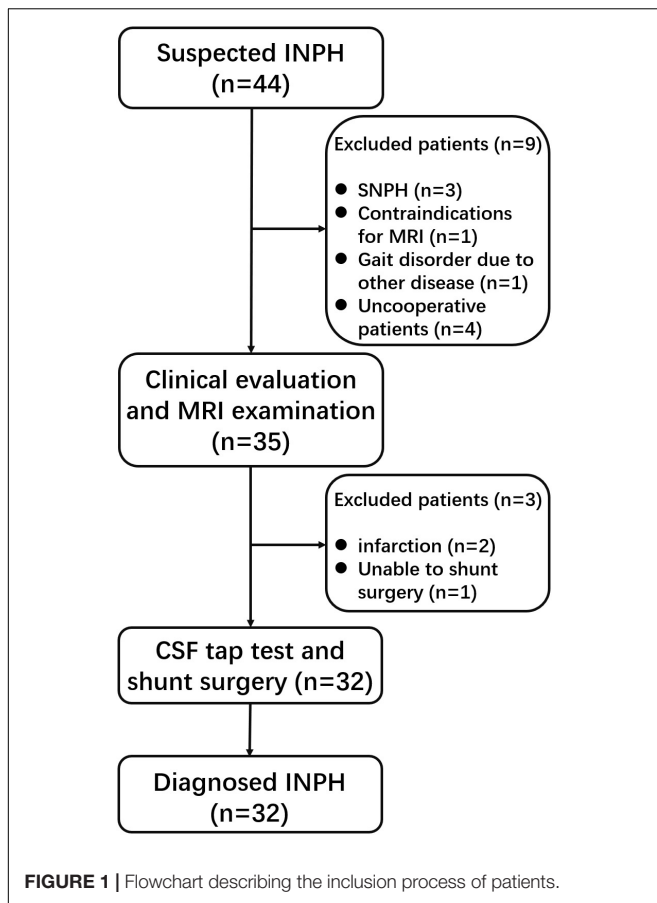 Suspected INPH
(n=44)
Excluded patients (n=9)
● SNPH (n=3)
● Contraindications
for MRI (n=1)
● Gait disorder due to
other disease (n=1)
● Uncooperative
patients (n=4)
Clinical evaluation
and MRI examination
(n=35)
Excluded patients (n=3)
● infarction (n=2)
● Unable to shunt
surgery (n=1)
CSF tap test and
shunt surgery (n=32)
Diagnosed INPH
(n=32)
FIGURE 1 | Flowchart describing the inclusion process of patients.